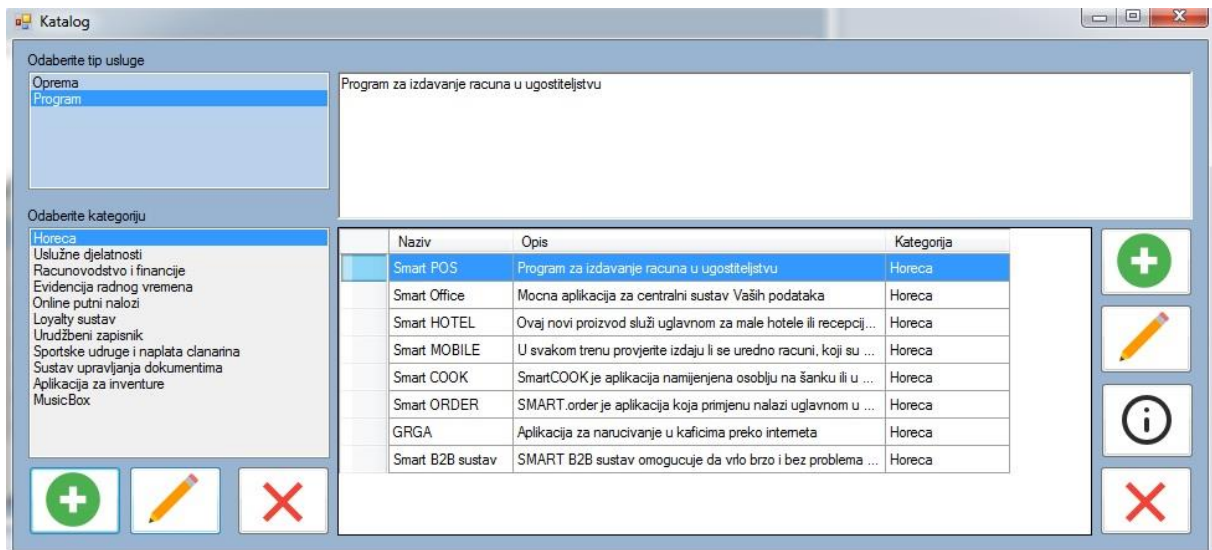 Katalog
Odaberite tip usluge
Oprema
Program
Program za izdavanje racuna u ugostiteljstvu
Odaberite kategoriju
Horeca
Uslužne djelatnosti
Racunovodstvo i financije
Evidencija radnog vremena
Online putni nalozi
Loyalty sustav
Urudžbeni zapisnik
Sportske udruge i naplata clanarina
Sustav upravljanja dokumentima
Aplikacija za inventure
MusicBox
Naziv Opis Kategorija
Smart POS Program za izdavanje racuna u ugostiteljstvu Horeca
Smart Office Mocna aplikacija za centralni sustav Vaših podataka Horeca
Smart HOTEL Ovaj novi proizvod služi uglavnom za male hotele ili recepcij... Horeca
Smart MOBILE U svakom trenu provjerite izdaju li se uredno racuni, koji su ... Horeca
Smart COOK SmartCOOK je aplikacija namijenjena osoblju na šanku ili u ... Horeca
Smart ORDER SMART.order je aplikacija koja primjenu nalazi uglavnom u ... Horeca
GRGA Aplikacija za narucivanje u kaficima preko interneta Horeca
Smart B2B sustav SMART B2B sustav omogucuje da vrlo brzo i bez problema ... Horeca